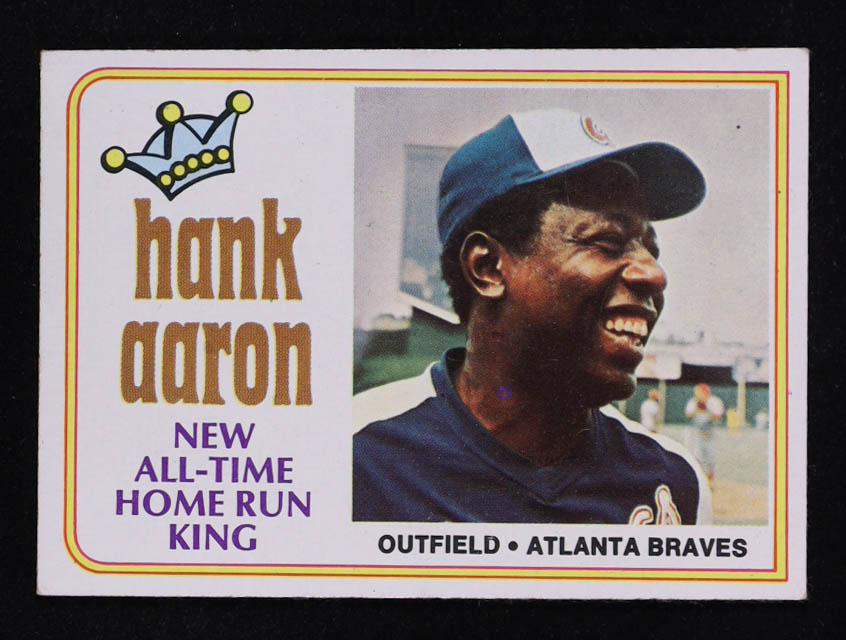 hank
aaron
NEW
ALL-TIME
HOME RUN
KING
OUTFIELD • ATLANTA BRAVES